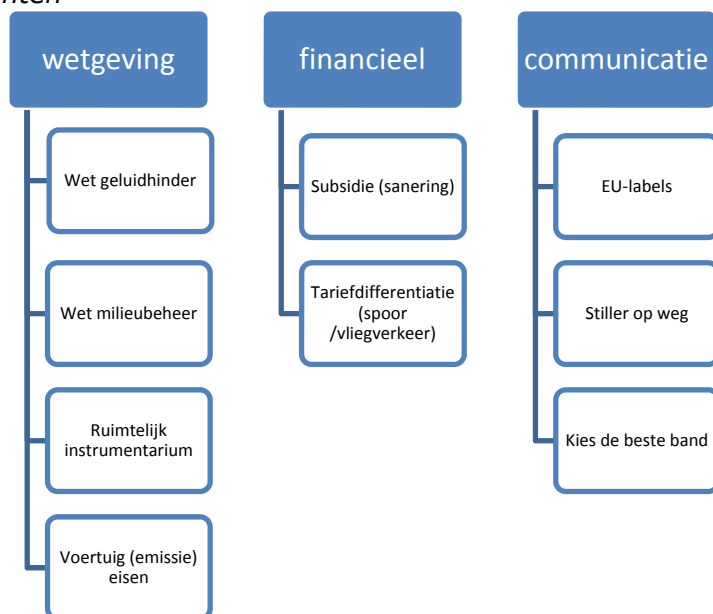 wetgeving
Wet geluidhinder
Wet milieubeheer
Ruimtelijk
instrumentarium
Voertuig (emissie)
eisen
financieel
Subsidie (sanering)
Tariefdifferentiatie
(spoor
/vliegverkeer)
communicatie
EU-labels
Stiller op weg
Kies de beste band